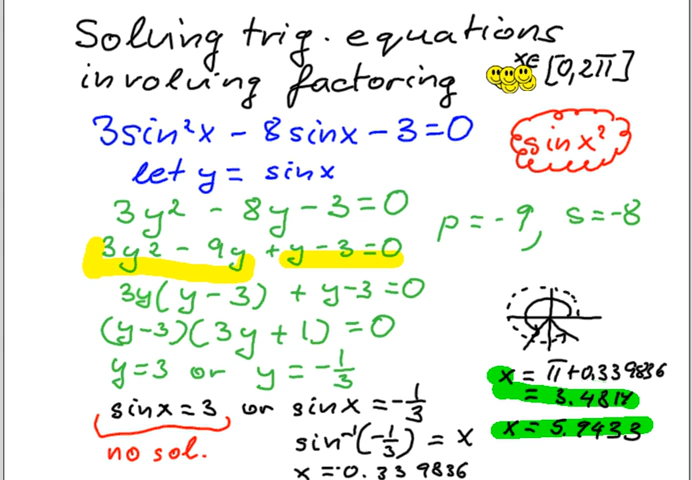 Solving trig. equations
involving factoring x∈ [0,2π]
3sin²x - 8sinx - 3 = 0
sinx²
let y = sinx
3y² - 8y - 3 = 0
p = -9, s = -8
3y² - 9y + y - 3 = 0
3y(y-3) + y-3 = 0
(y-3)(3y+1) = 0
y=3 or y = -1/3
sinx = 3 or sinx = -1/3
no sol.
sin⁻¹(-1/3) = x
x = -0.339836
x = π+0.339836
= 3.4814
x = 5.9433